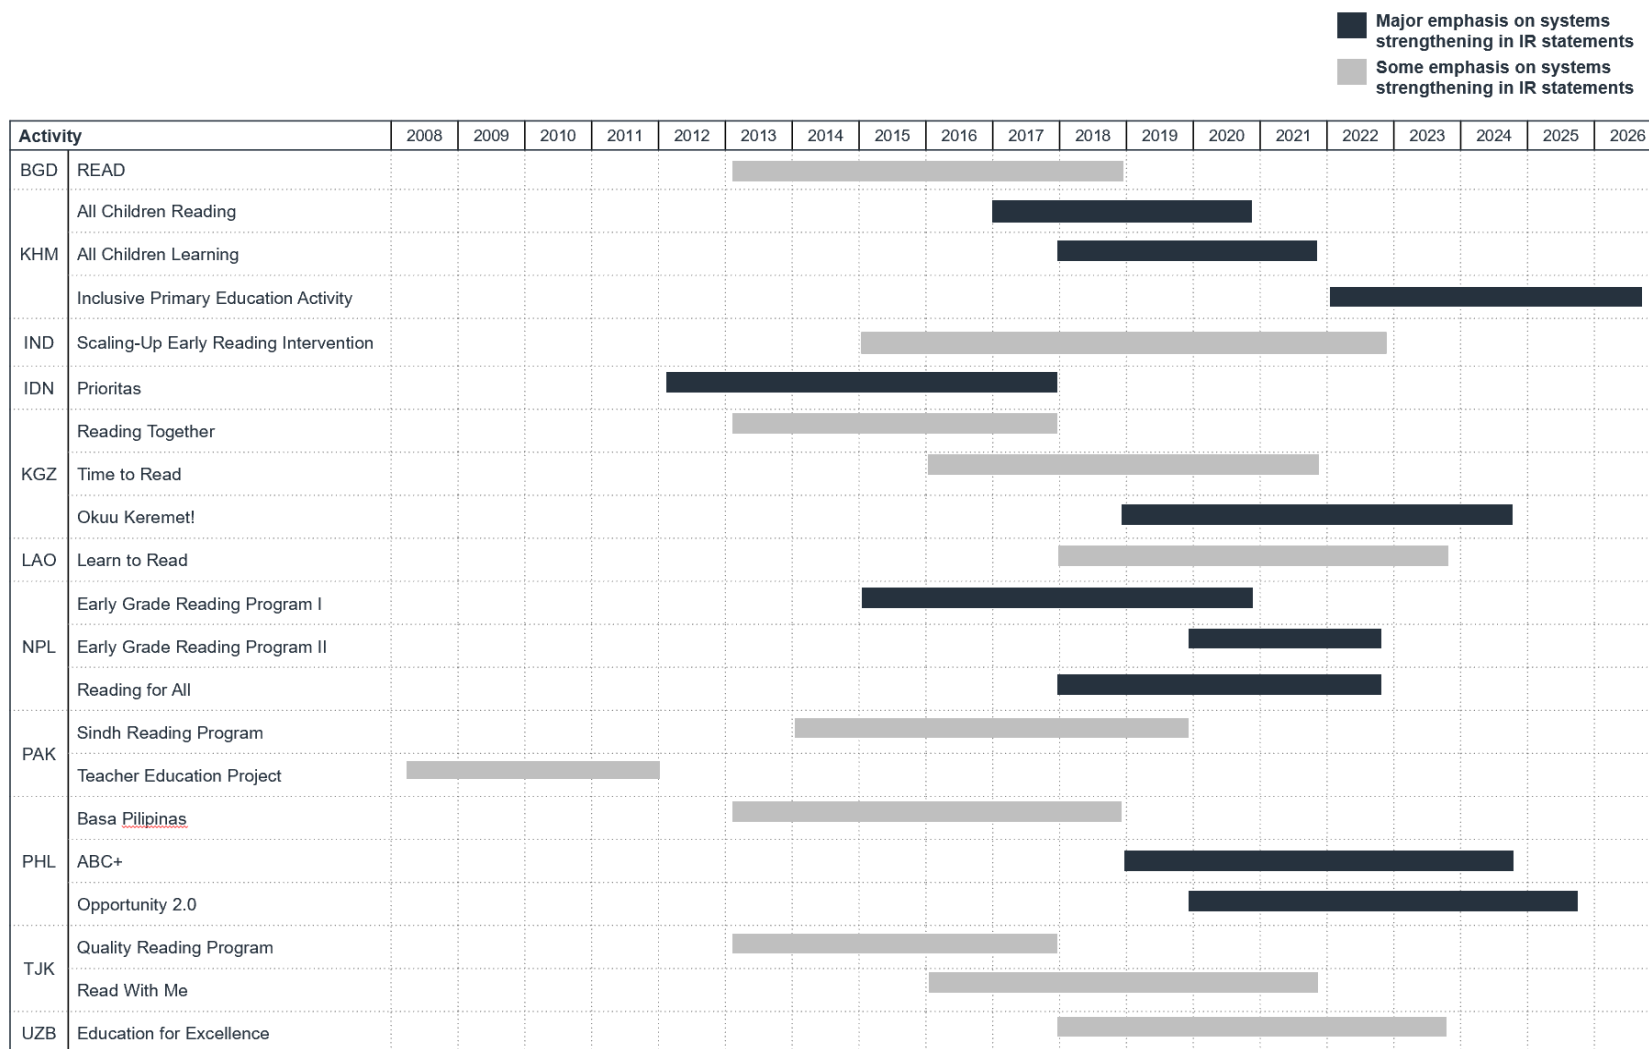 Major emphasis on systems
strengthening in IR statements
Some emphasis on systems
strengthening in IR statements
Activity 2008 2009 2010 2011 2012 2013 2014 2015 2016 2017 2018 2019 2020 2021 2022 2023 2024 2025 2026
BGD READ
All Children Reading
KHM All Children Learning
Inclusive Primary Education Activity
IND Scaling-Up Early Reading Intervention
IDN Prioritas
Reading Together
KGZ Time to Read
Okuu Keremet!
LAO Learn to Read
Early Grade Reading Program I
NPL Early Grade Reading Program II
Reading for All
PAK Sindh Reading Program
Teacher Education Project
Basa Pilipinas
PHL ABC+
Opportunity 2.0
TJK Quality Reading Program
Read With Me
UZB Education for Excellence